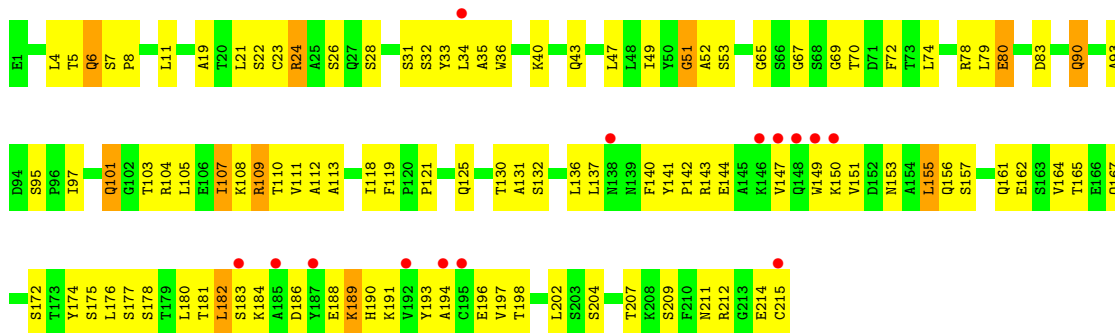 E1 L4 T5 Q6 S7 P8 L11 A19 T20 L21 S22 C23 R24 A25 S26 Q27 S28 S31 S32 Y33 L34 A35 W36 K40 Q43 L47 L48 I49 Y50 G51 A52 S53 G65 S66 G67 S68 G69 T70 D71 F72 T73 L74 R78 L79 E80 D83 Q90 A93
D94 S95 P96 I97 Q101 G102 T103 R104 L105 E106 I107 K108 R109 T110 V111 A112 A113 I118 F119 P120 P121 Q125 T130 A131 S132 L136 L137 N138 N139 F140 Y141 P142 R143 E144 A145 K146 V147 Q148 W149 K150 V151 D152 N153 A154 L155 Q156 S157 Q161 E162 S163 V164 T165 E166
S172 T173 Y174 S175 L176 S177 S178 T179 L180 T181 L182 S183 K184 A185 D186 Y187 E188 K189 H190 K191 V192 Y193 A194 C195 E196 V197 T198 L202 S203 S204 T207 K208 S209 F210 N211 R212 G213 E214 C215